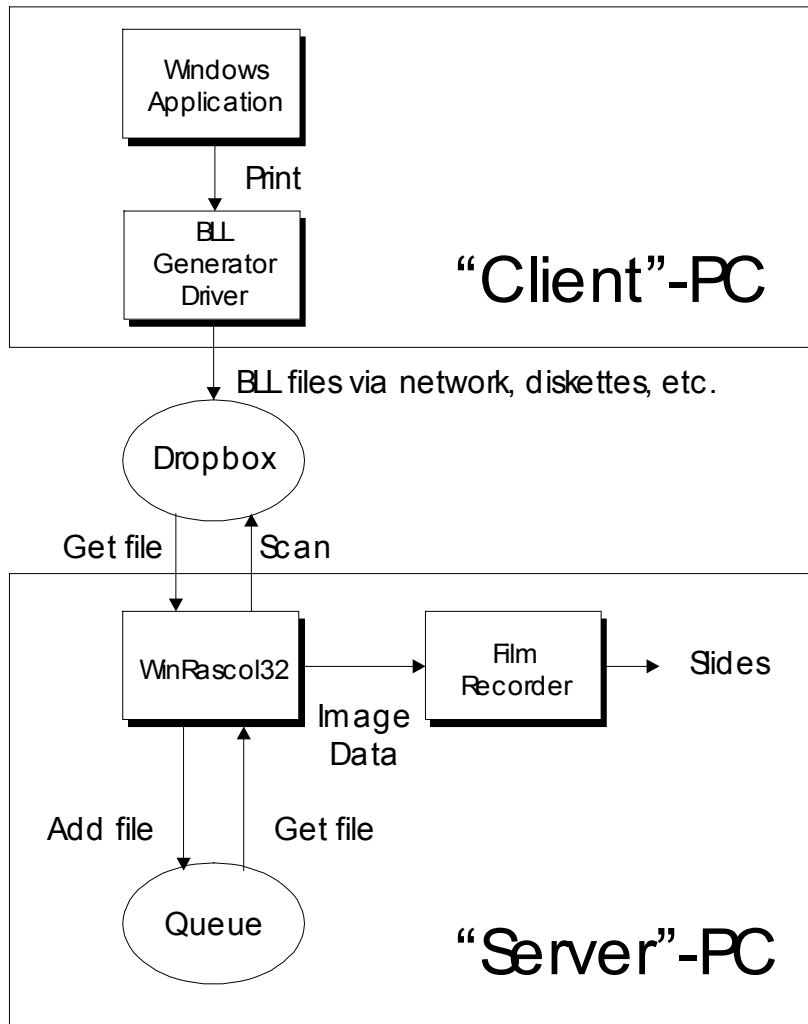 Windows
Application
Print
BLL
Generator
Driver
“Client”-PC
BLL files via network, diskettes, etc.
Dropbox
Get file
Scan
WinRascol32
Film
Recorder
Slides
Image
Data
Add file
Get file
Queue
“Server”-PC